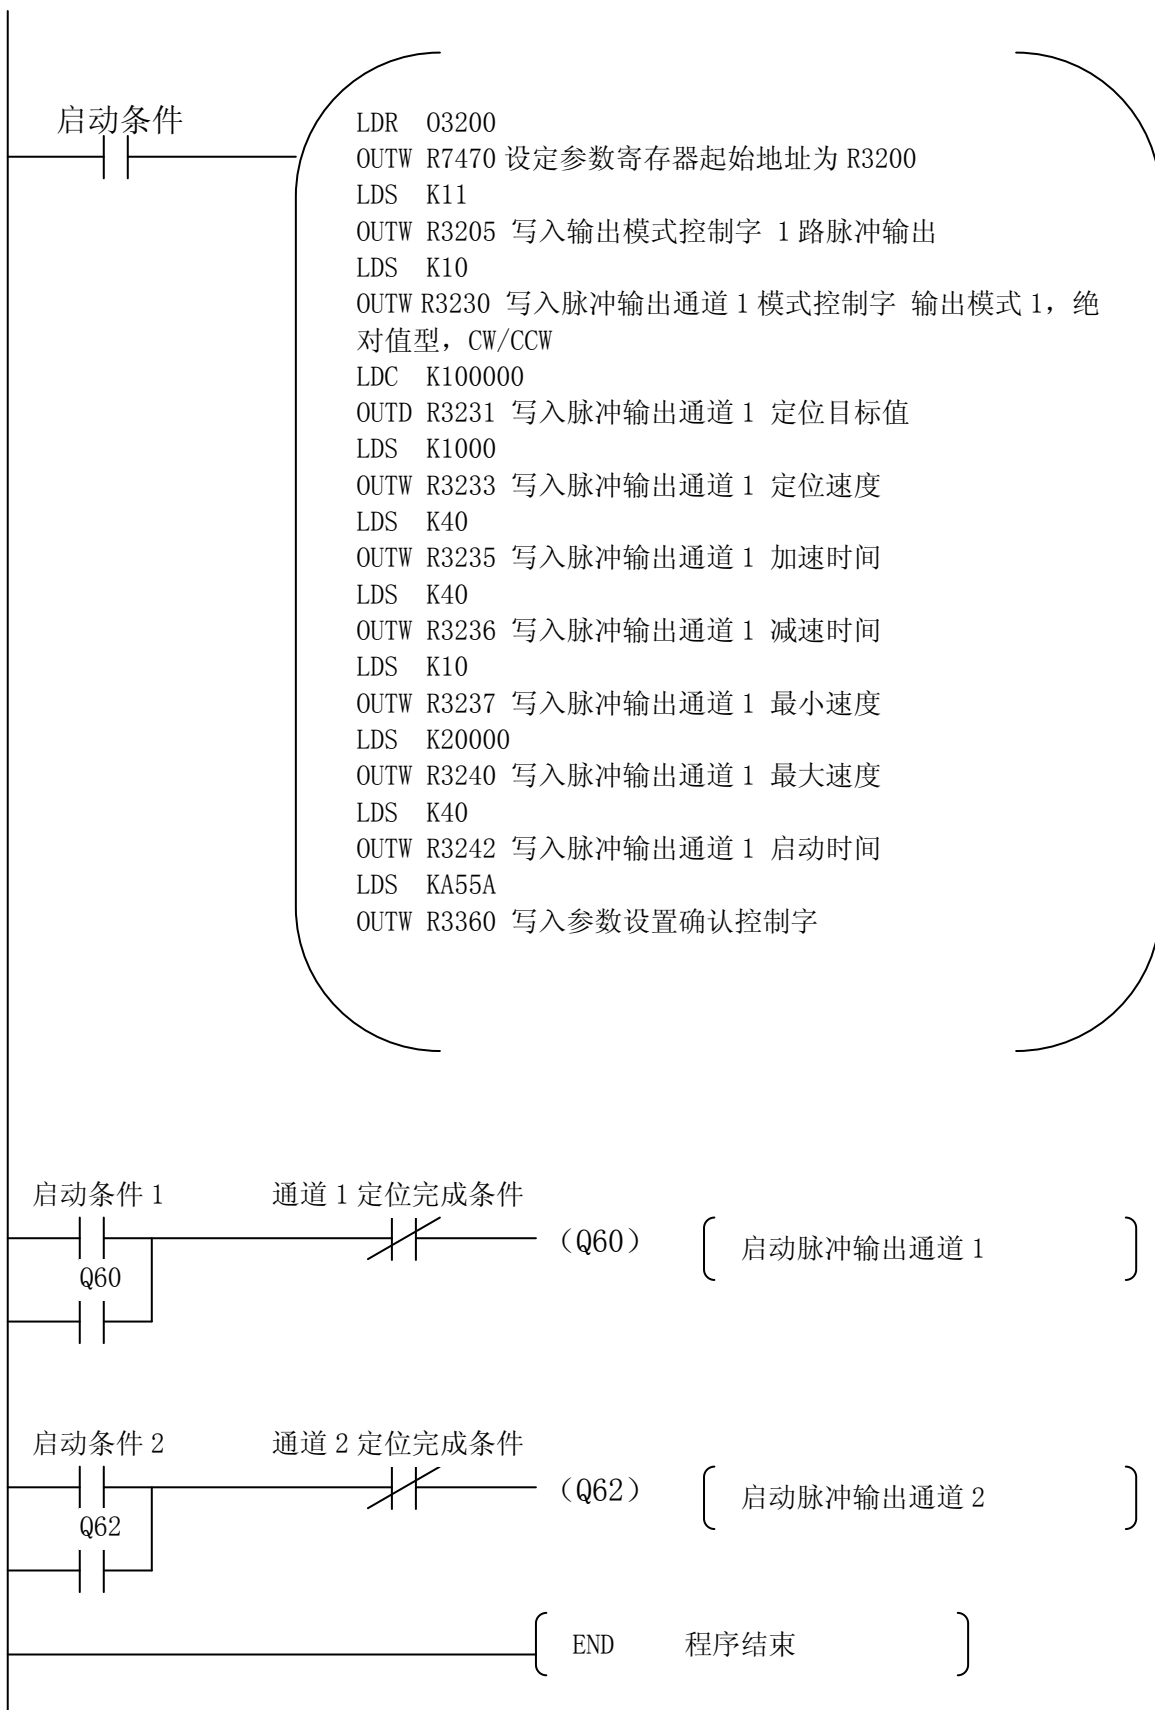 启动条件
LDR O3200
OUTW R7470 设定参数寄存器起始地址为 R3200
LDS K11
OUTW R3205 写入输出模式控制字 1 路脉冲输出
LDS K10
OUTW R3230 写入脉冲输出通道 1 模式控制字 输出模式 1，绝
对值型，CW/CCW
LDC K100000
OUTD R3231 写入脉冲输出通道 1 定位目标值
LDS K1000
OUTW R3233 写入脉冲输出通道 1 定位速度
LDS K40
OUTW R3235 写入脉冲输出通道 1 加速时间
LDS K40
OUTW R3236 写入脉冲输出通道 1 减速时间
LDS K10
OUTW R3237 写入脉冲输出通道 1 最小速度
LDS K20000
OUTW R3240 写入脉冲输出通道 1 最大速度
LDS K40
OUTW R3242 写入脉冲输出通道 1 启动时间
LDS KA55A
OUTW R3360 写入参数设置确认控制字
启动条件 1 通道 1 定位完成条件
（Q60） 启动脉冲输出通道 1
Q60
启动条件 2 通道 2 定位完成条件
（Q62） 启动脉冲输出通道 2
Q62
END 程序结束